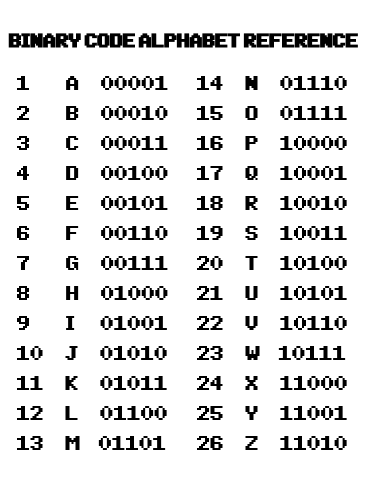 BINARY CODE ALPHABET REFERENCE
1 A 00001 14 N 01110
2 B 00010 15 O 01111
3 C 00011 16 P 10000
4 D 00100 17 Q 10001
5 E 00101 18 R 10010
6 F 00110 19 S 10011
7 G 00111 20 T 10100
8 H 01000 21 U 10101
9 I 01001 22 V 10110
10 J 01010 23 W 10111
11 K 01011 24 X 11000
12 L 01100 25 Y 11001
13 M 01101 26 Z 11010